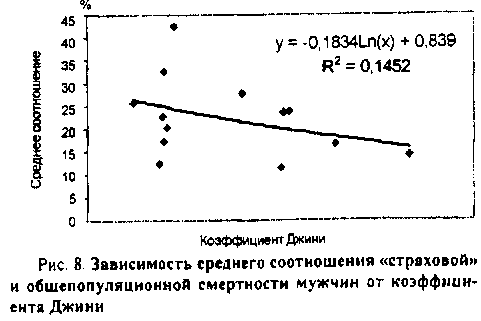 %
45
40
35
30
25
20
15
10
5
0
Среднее соотношение
y = -0,1834Ln(x) + 0,839
R² = 0,1452
Коэффициент Джини
Рис. 8. Зависимость среднего соотношения «страховой»
и общепопуляционной смертности мужчин от коэффици-
ента Джини